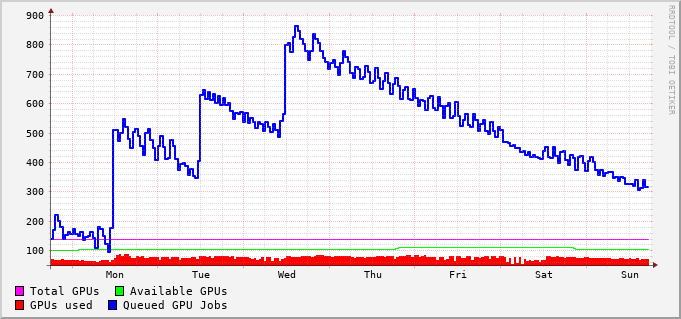 900
800
700
600
500
400
300
200
100
Mon Tue Wed Thu Fri Sat Sun
Total GPUs Available GPUs
GPUs used Queued GPU Jobs
RRDTOOL / TOBI OETIKER